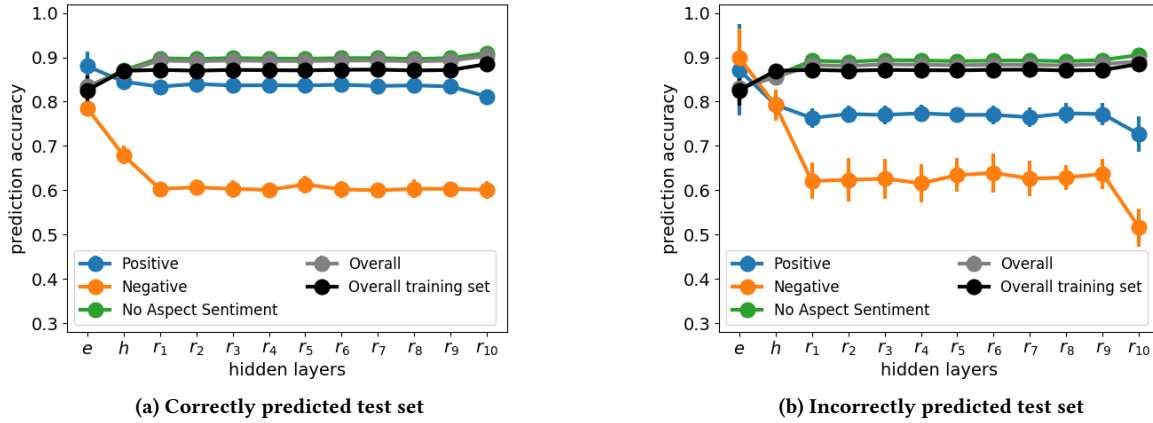 1.0
0.9
0.8
0.7
0.6
0.5
0.4
0.3
prediction accuracy
Positive
Negative
No Aspect Sentiment
Overall
Overall training set
e h r1 r2 r3 r4 r5 r6 r7 r8 r9 r10
hidden layers
(a) Correctly predicted test set
1.0
0.9
0.8
0.7
0.6
0.5
0.4
0.3
prediction accuracy
Positive
Negative
No Aspect Sentiment
Overall
Overall training set
e h r1 r2 r3 r4 r5 r6 r7 r8 r9 r10
hidden layers
(b) Incorrectly predicted test set